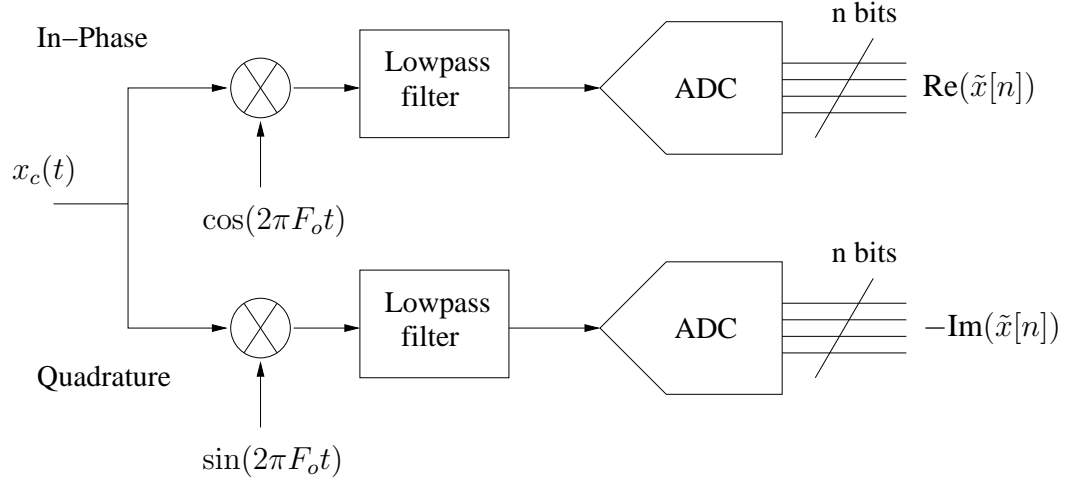 n bits
In–Phase
Lowpass
filter
ADC
Re(x̃[n])
x_c(t)
cos(2πF_o t)
n bits
Lowpass
filter
ADC
−Im(x̃[n])
Quadrature
sin(2πF_o t)